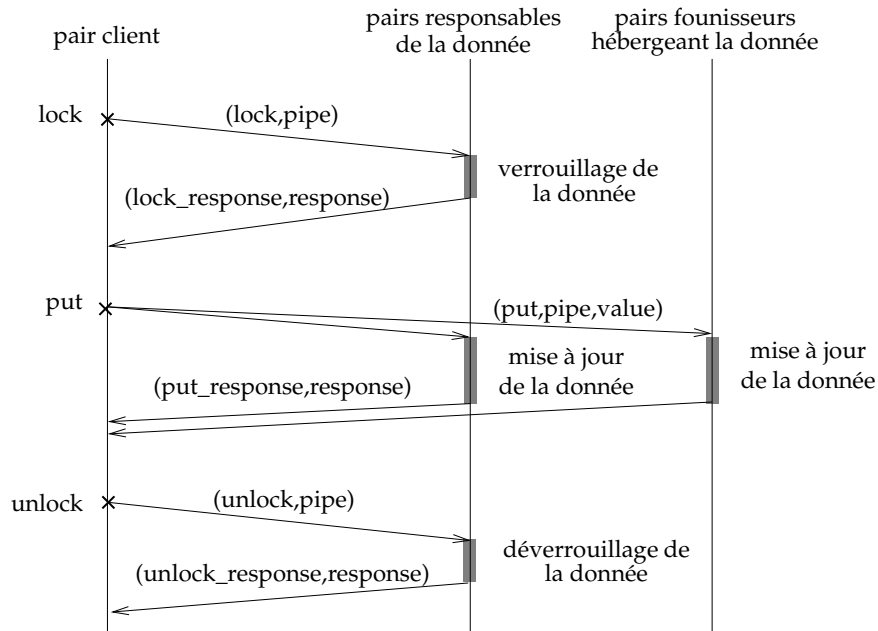 pair client
pairs responsables
de la donnée
pairs founisseurs
hébergeant la donnée
lock
(lock,pipe)
verrouillage de
la donnée
(lock_response,response)
put
(put,pipe,value)
mise à jour
de la donnée
mise à jour
de la donnée
(put_response,response)
unlock
(unlock,pipe)
déverrouillage de
la donnée
(unlock_response,response)